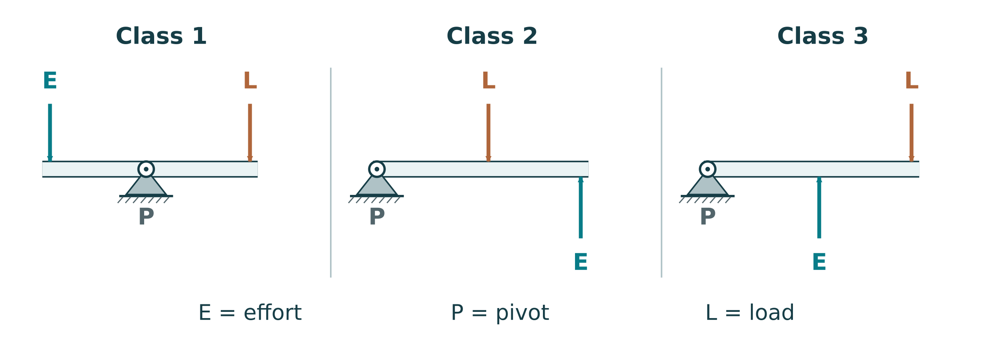 Class 1
Class 2
Class 3
E
L
L
L
P
P
P
E
E
E = effort
P = pivot
L = load